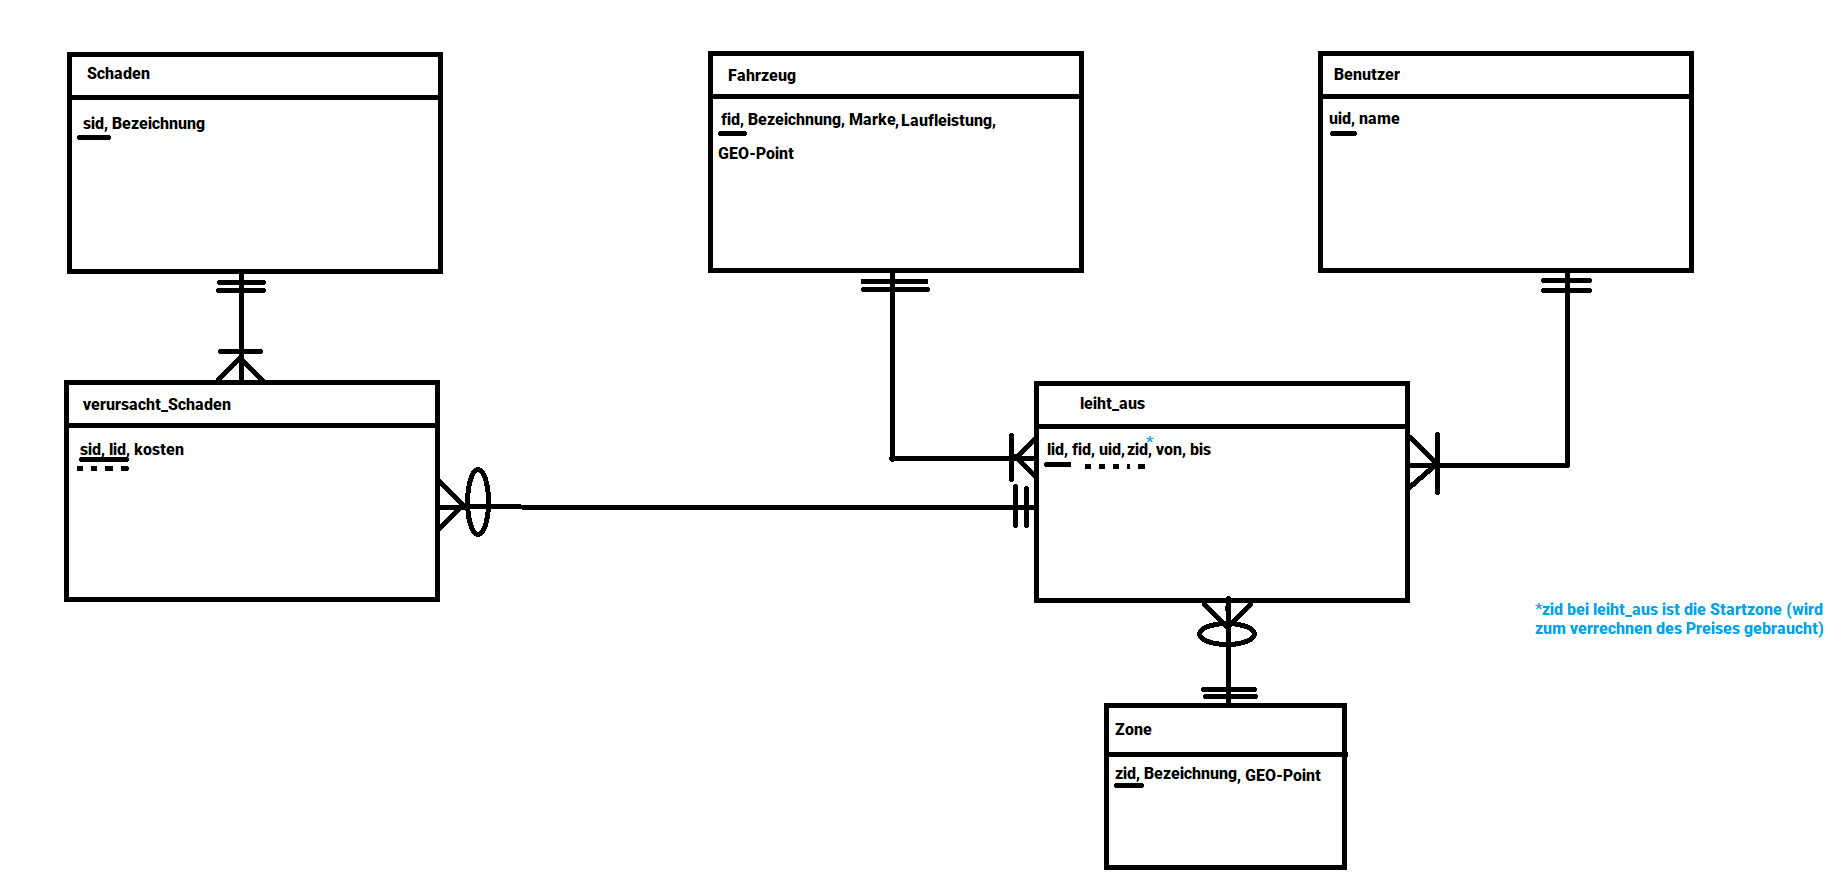 Schaden
sid, Bezeichnung
Fahrzeug
fid, Bezeichnung, Marke, Laufleistung,
GEO-Point
Benutzer
uid, name
verursacht_Schaden
sid, lid, kosten
leiht_aus
lid, fid, uid, zid,* von, bis
*zid bei leiht_aus ist die Startzone (wird
zum verrechnen des Preises gebraucht)
Zone
zid, Bezeichnung, GEO-Point